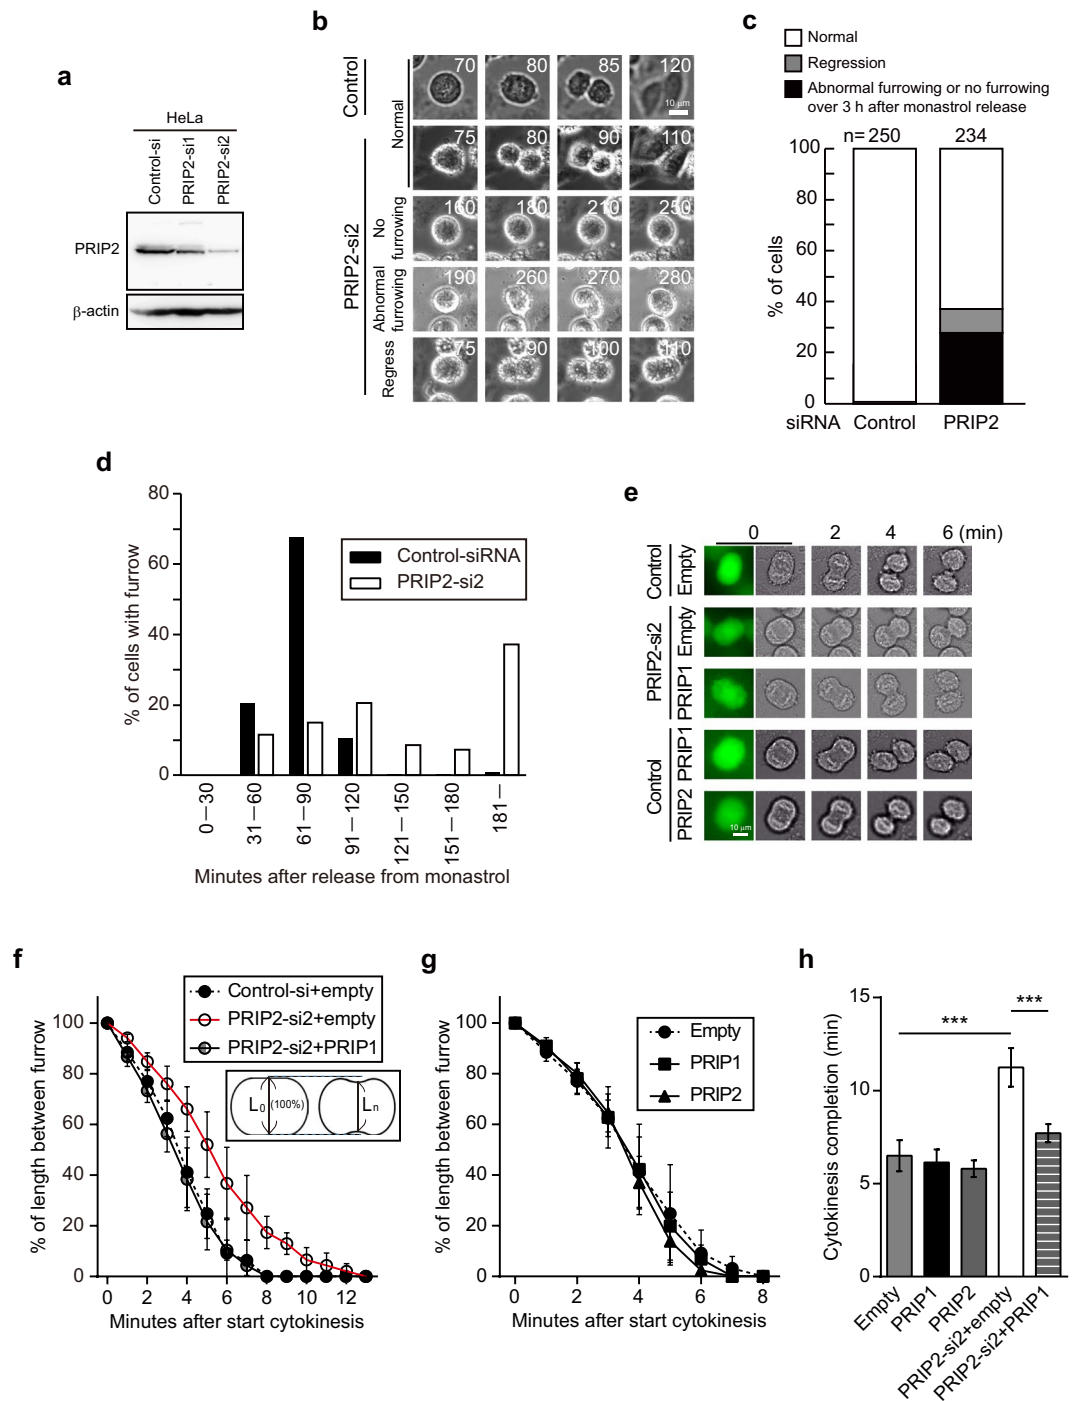 a
HeLa
Control-si
PRIP2-si1
PRIP2-si2
PRIP2
β-actin
b
Control
PRIP2-si2
Normal
No furrowing
Abnormal furrowing
Regress
70 80 85 120
10 μm
75 80 90 110
160 180 210 250
190 260 270 280
75 90 100 110
c
Normal
Regression
Abnormal furrowing or no furrowing
over 3 h after monastrol release
n= 250 234
% of cells
100
80
60
40
20
0
siRNA Control PRIP2
d
% of cells with furrow
80
60
40
20
0
Control-siRNA
PRIP2-si2
0—30
31—60
61—90
91—120
121—150
151—180
181—
Minutes after release from monastrol
e
0 2 4 6 (min)
Control
Empty
PRIP2-si2
Empty
PRIP1
Control
PRIP1
PRIP2
10 μm
f
Control-si+empty
PRIP2-si2+empty
PRIP2-si2+PRIP1
L0 (100%) Ln
% of length between furrow
100
80
60
40
20
0
0 2 4 6 8 10 12
Minutes after start cytokinesis
g
Empty
PRIP1
PRIP2
% of length between furrow
100
80
60
40
20
0
0 2 4 6 8
Minutes after start cytokinesis
h
Cytokinesis completion (min)
15
10
5
0
***
***
Empty
PRIP1
PRIP2
PRIP2-si2+empty
PRIP2-si2+PRIP1